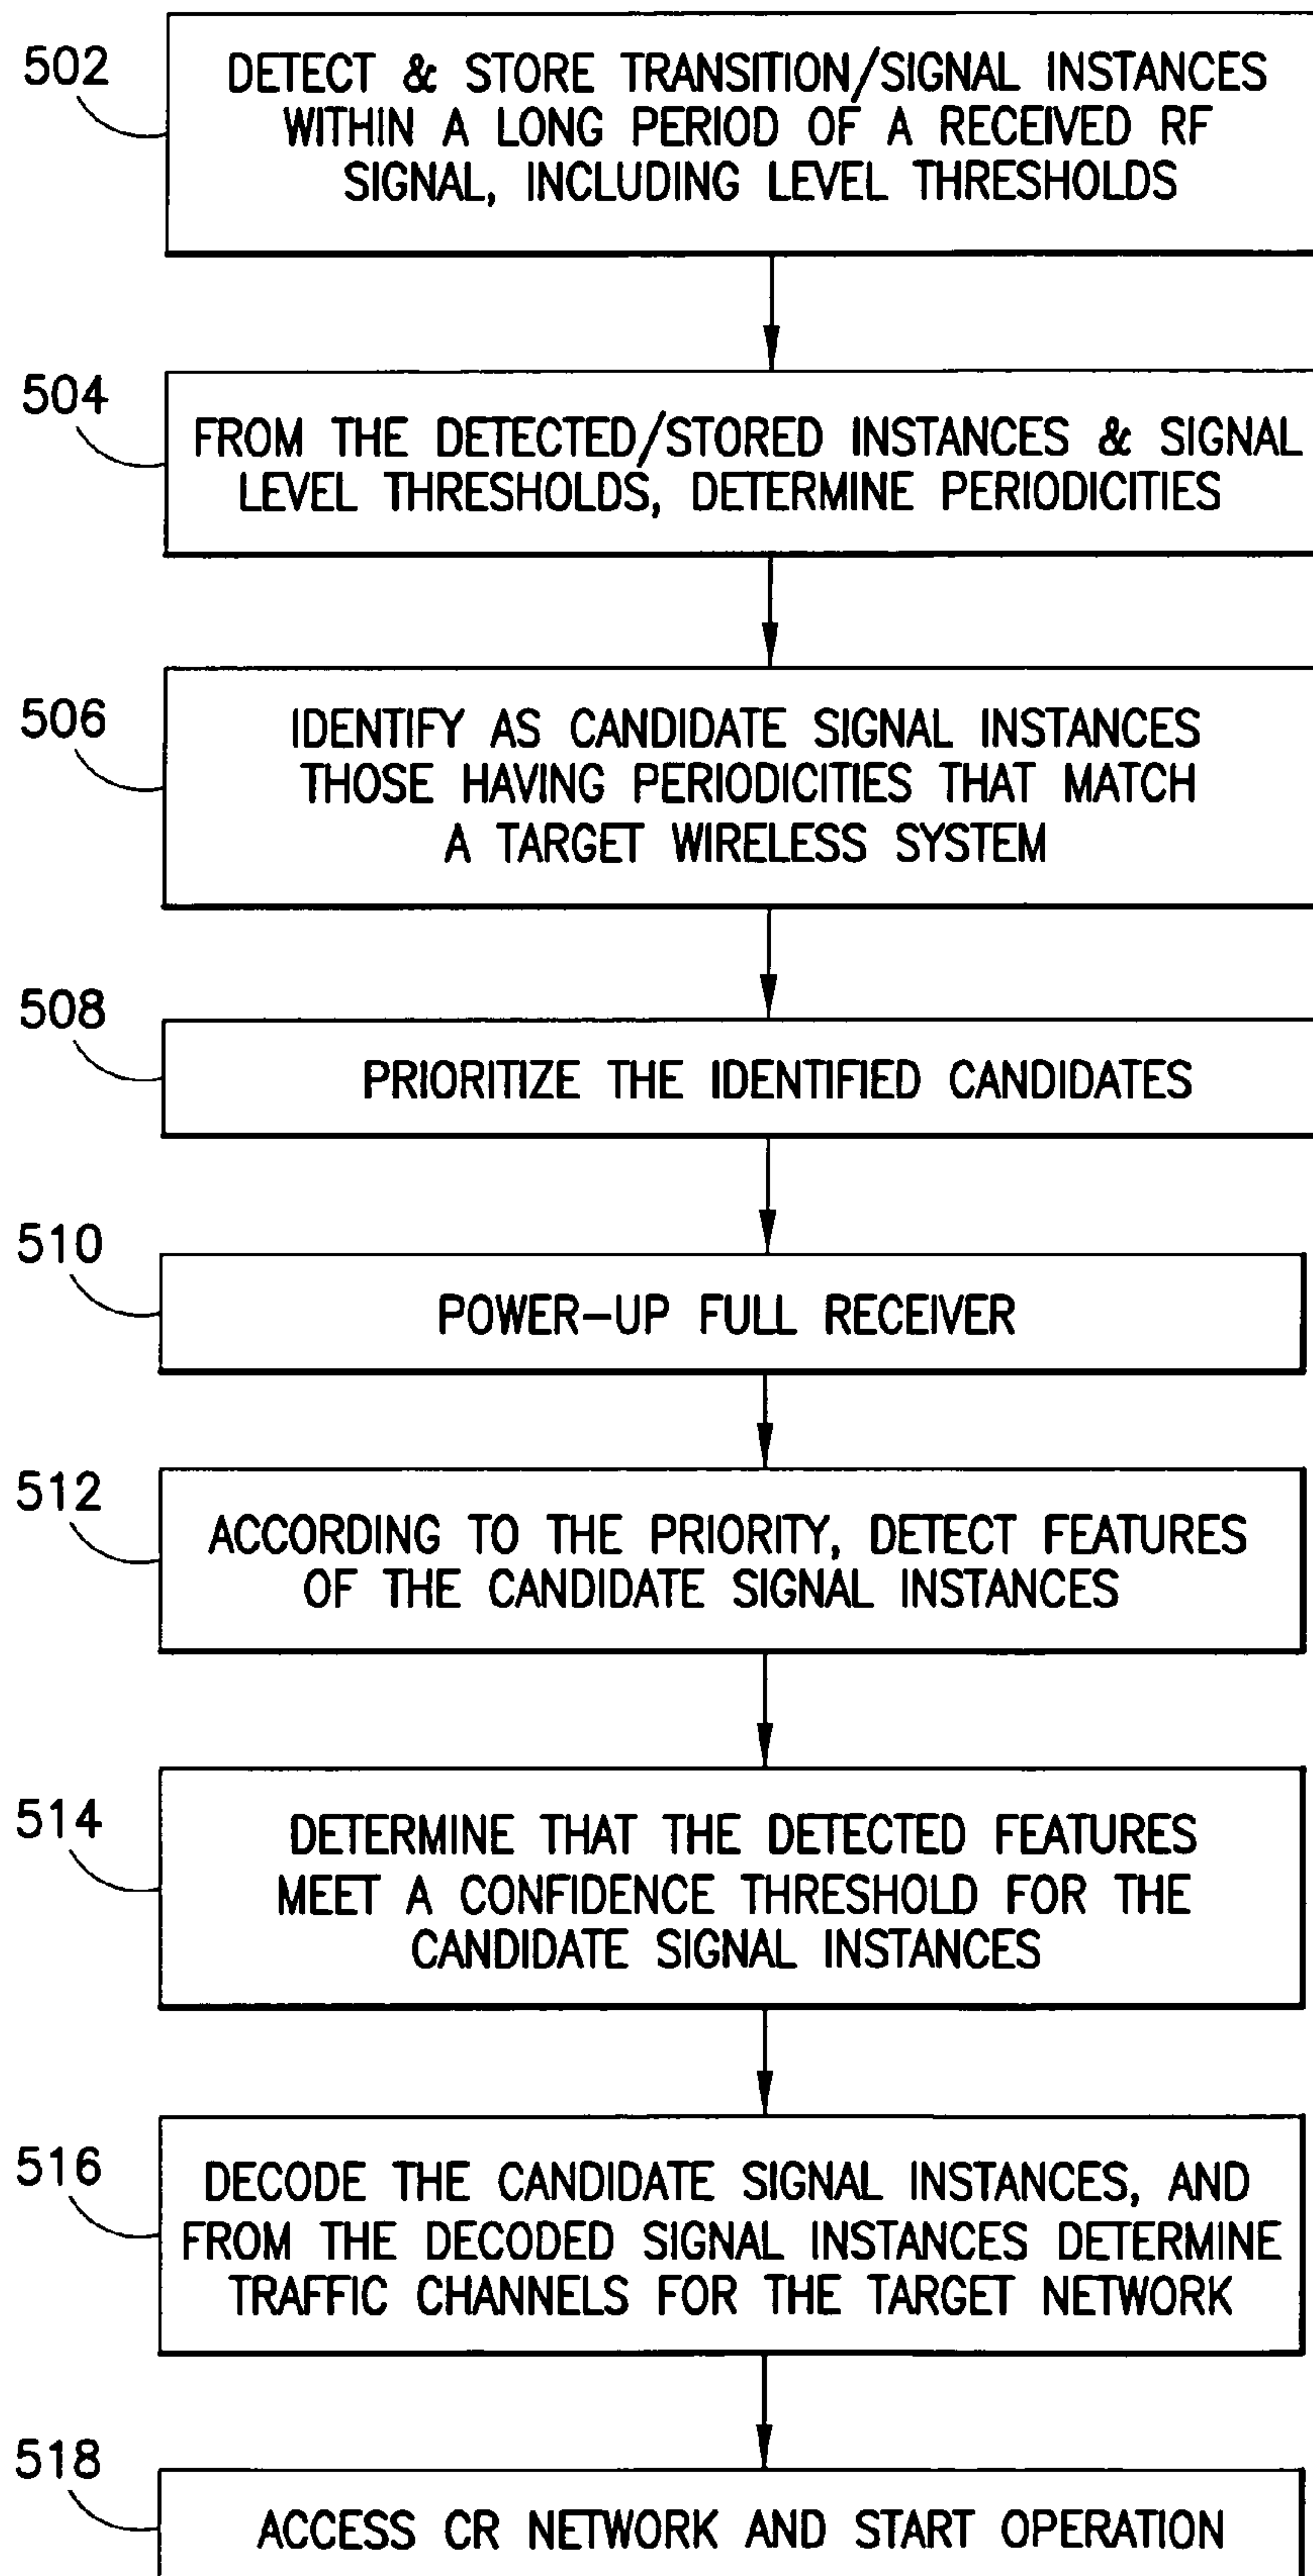 502
DETECT & STORE TRANSITION/SIGNAL INSTANCES
WITHIN A LONG PERIOD OF A RECEIVED RF
SIGNAL, INCLUDING LEVEL THRESHOLDS
504
FROM THE DETECTED/STORED INSTANCES & SIGNAL
LEVEL THRESHOLDS, DETERMINE PERIODICITIES
506
IDENTIFY AS CANDIDATE SIGNAL INSTANCES
THOSE HAVING PERIODICITIES THAT MATCH
A TARGET WIRELESS SYSTEM
508
PRIORITIZE THE IDENTIFIED CANDIDATES
510
POWER-UP FULL RECEIVER
512
ACCORDING TO THE PRIORITY, DETECT FEATURES
OF THE CANDIDATE SIGNAL INSTANCES
514
DETERMINE THAT THE DETECTED FEATURES
MEET A CONFIDENCE THRESHOLD FOR THE
CANDIDATE SIGNAL INSTANCES
516
DECODE THE CANDIDATE SIGNAL INSTANCES, AND
FROM THE DECODED SIGNAL INSTANCES DETERMINE
TRAFFIC CHANNELS FOR THE TARGET NETWORK
518
ACCESS CR NETWORK AND START OPERATION